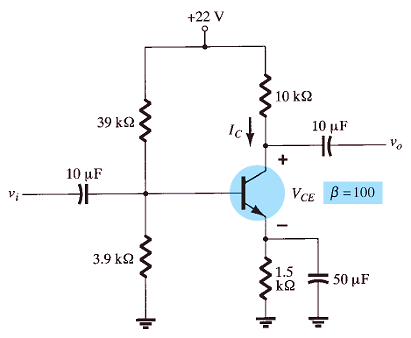 +22 V
10 kΩ
39 kΩ
I_C
10 μF
v_o
+
10 μF
v_i
V_CE
β = 100
−
3.9 kΩ
1.5
kΩ
50 μF